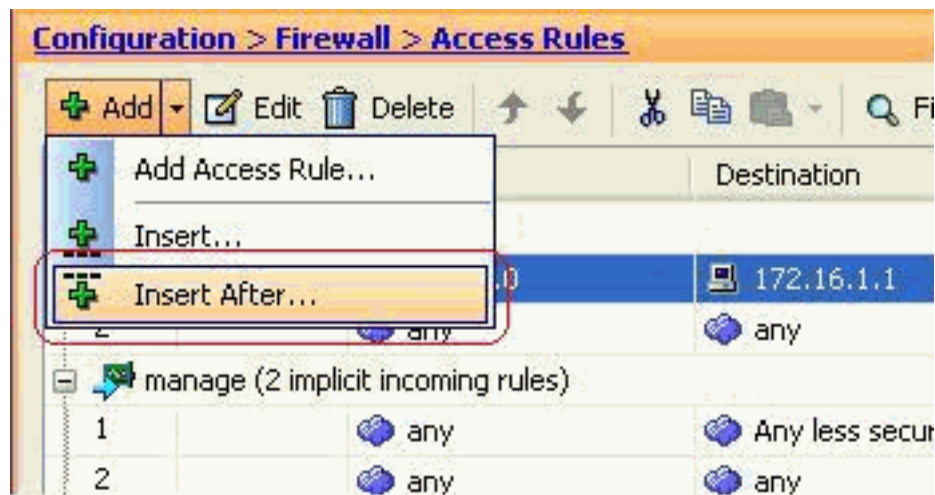 Configuration > Firewall > Access Rules
Add Edit Delete Fi
Add Access Rule...
Destination
Insert...
Insert After...
.0 172.16.1.1
2 any any
manage (2 implicit incoming rules)
1 any Any less secur
2 any any